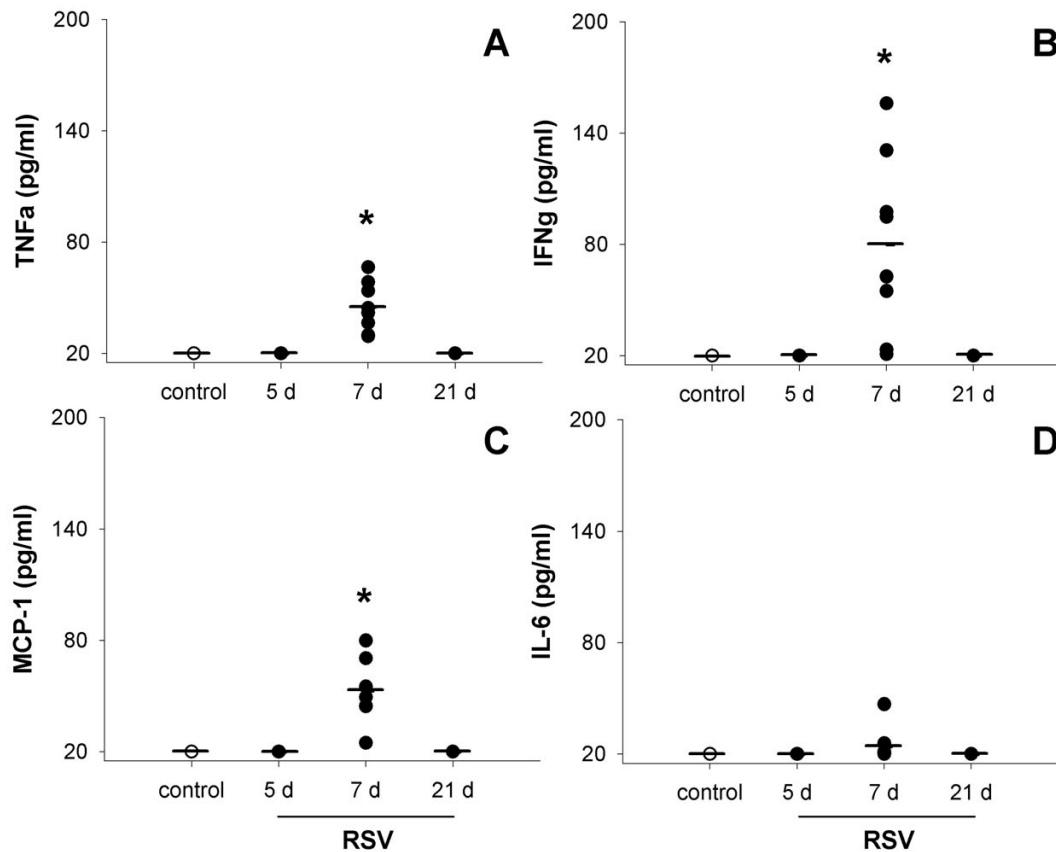 A
200
140
80
20
TNFa (pg/ml)
*
control 5 d 7 d 21 d
B
200
140
80
20
IFNg (pg/ml)
*
control 5 d 7 d 21 d
C
200
140
80
20
MCP-1 (pg/ml)
*
control 5 d 7 d 21 d
RSV
D
200
140
80
20
IL-6 (pg/ml)
control 5 d 7 d 21 d
RSV